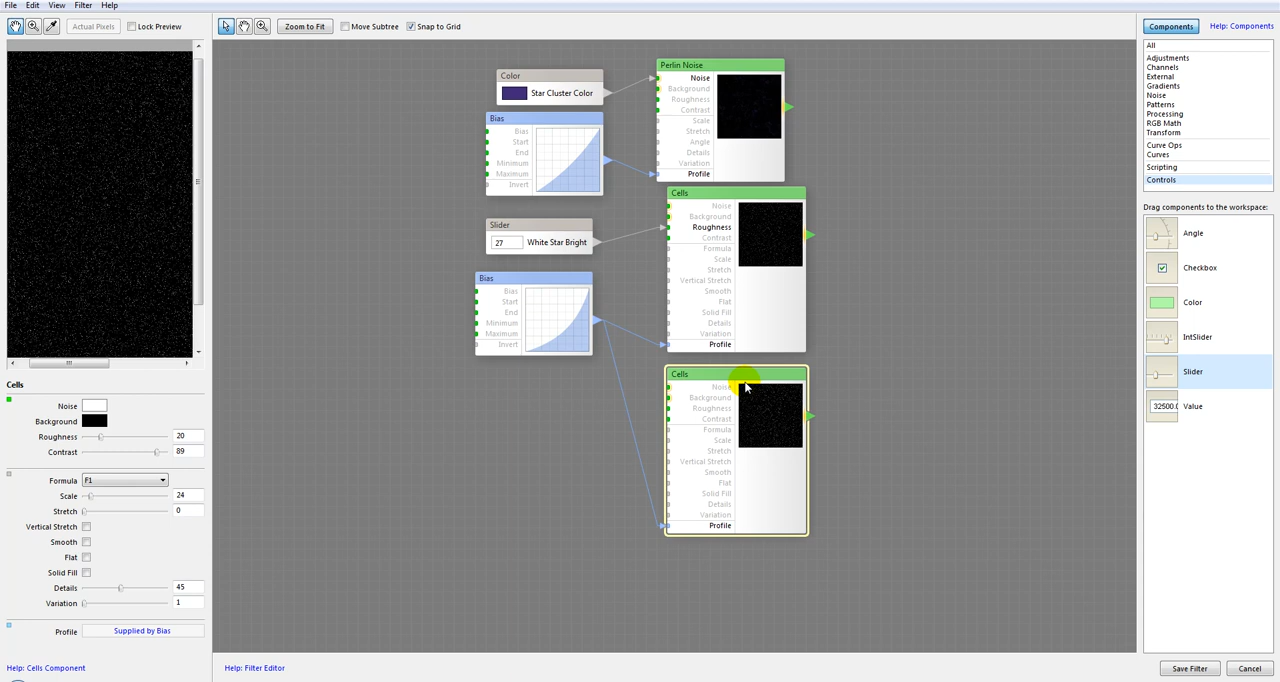 File Edit View Filter Help
Actual Pixels Lock Preview
Zoom to Fit Move Subtree Snap to Grid
Components Help: Components
All
Adjustments
Channels
External
Gradients
Noise
Patterns
Processing
RGB Math
Transform
Curve Ops
Curves
Scripting
Controls
Drag components to the workspace:
Angle
Checkbox
Color
IntSlider
Slider
32500.0 Value
Color
Star Cluster Color
Bias
Bias
Start
End
Minimum
Maximum
Invert
Perlin Noise
Noise
Background
Roughness
Contrast
Scale
Stretch
Angle
Details
Variation
Profile
Slider
27 White Star Bright
Bias
Bias
Start
End
Minimum
Maximum
Invert
Cells
Noise
Background
Roughness
Contrast
Formula
Scale
Stretch
Vertical Stretch
Smooth
Flat
Solid Fill
Details
Variation
Profile
Cells
Noise
Background
Roughness
Contrast
Formula
Scale
Stretch
Vertical Stretch
Smooth
Flat
Solid Fill
Details
Variation
Profile
Cells
Noise
Background
Roughness 20
Contrast 89
Formula F1
Scale 24
Stretch 0
Vertical Stretch
Smooth
Flat
Solid Fill
Details 45
Variation 1
Profile Supplied by Bias
Help: Cells Component
Help: Filter Editor
Save Filter Cancel